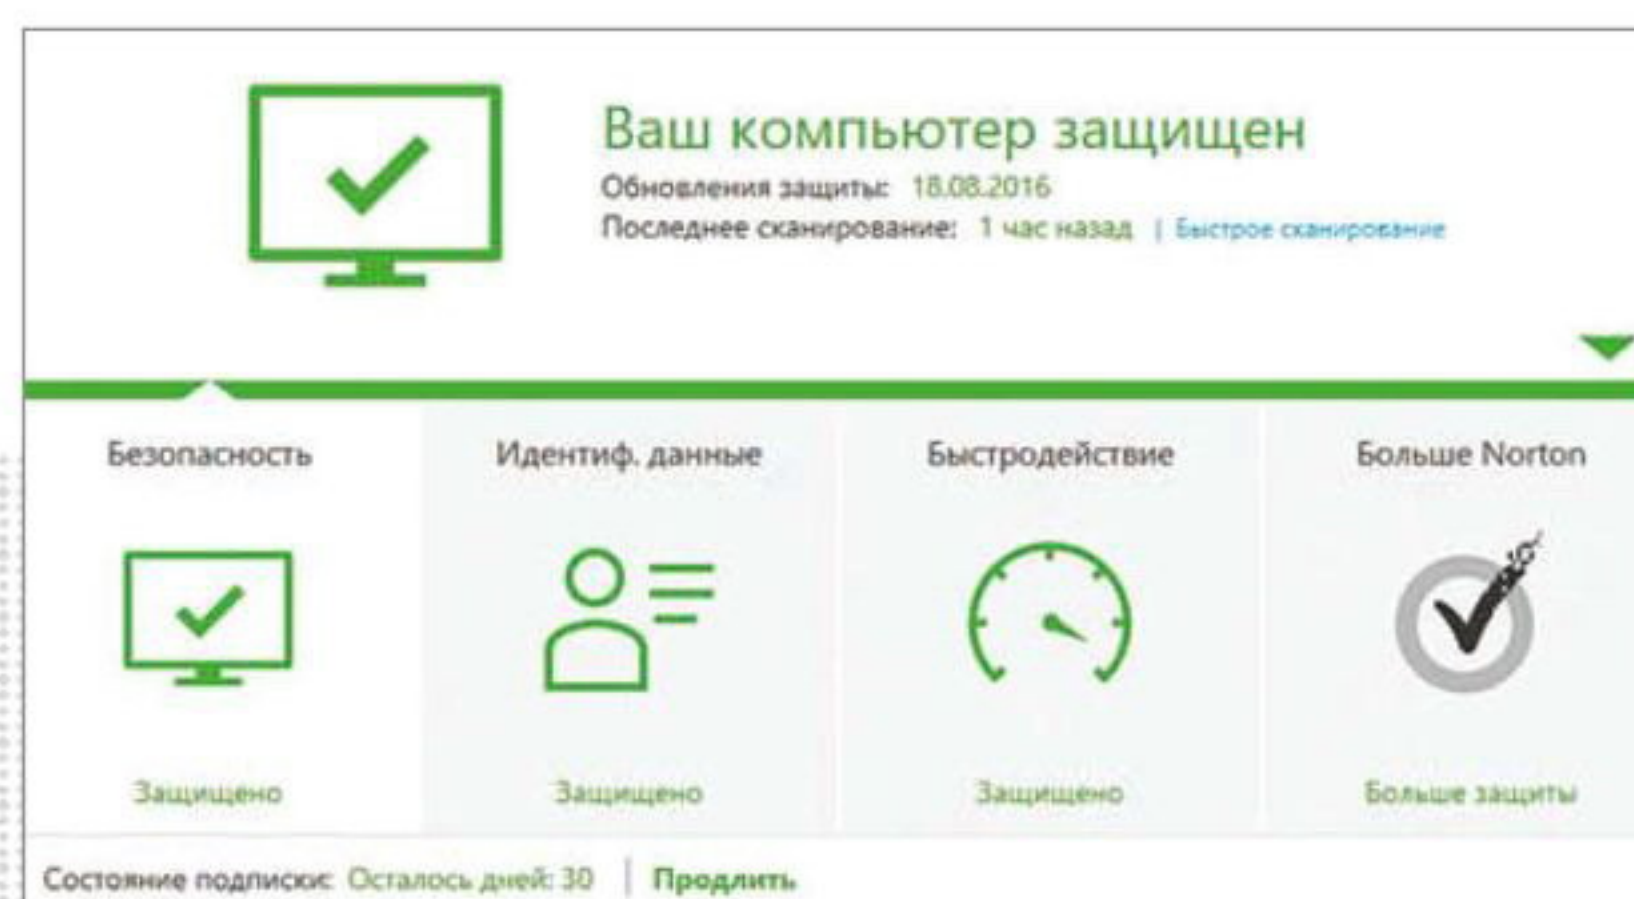 Ваш компьютер защищен
Обновления защиты: 18.08.2016
Последнее сканирование: 1 час назад | Быстрое сканирование
Безопасность
Идентиф. данные
Быстродействие
Больше Norton
Защищено
Защищено
Защищено
Больше защиты
Состояние подписки: Осталось дней: 30 | Продлить